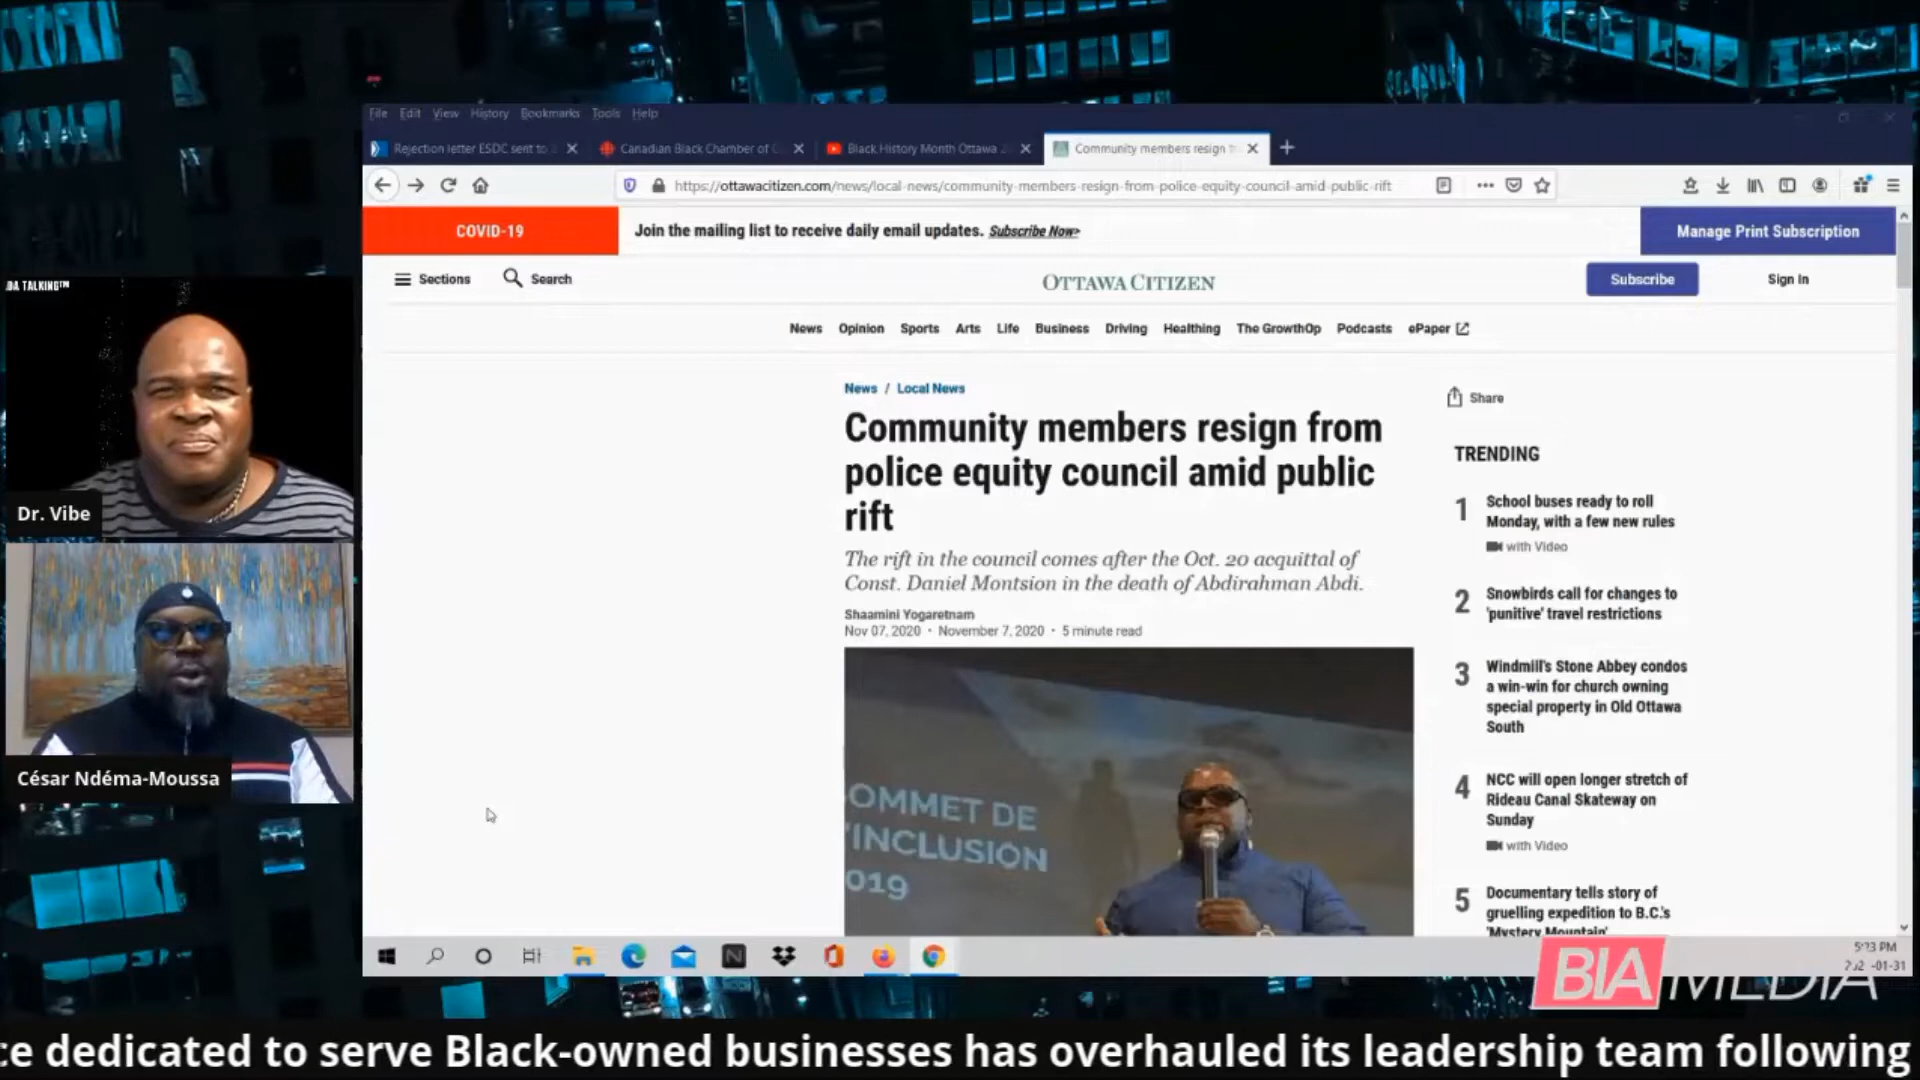 File Edit View History Bookmarks Tools Help
Rejection letter ESDC sent to
Canadian Black Chamber of C
Black History Month Ottawa
Community members resign
https://ottawacitizen.com/news/local-news/community-members-resign-from-police-equity-council-amid-public-rift
COVID-19
Join the mailing list to receive daily email updates. Subscribe Now>
Manage Print Subscription
Sections
Search
OTTAWA CITIZEN
Subscribe
Sign In
News Opinion Sports Arts Life Business Driving Healthing The GrowthOp Podcasts ePaper
News / Local News
Community members resign from
police equity council amid public
rift
The rift in the council comes after the Oct. 20 acquittal of
Const. Daniel Montsion in the death of Abdirahman Abdi.
Shaamini Yogaretnam
Nov 07, 2020 • November 7, 2020 • 5 minute read
OMMET DE
'INCLUSION
019
Share
TRENDING
1 School buses ready to roll
Monday, with a few new rules
with Video
2 Snowbirds call for changes to
'punitive' travel restrictions
3 Windmill's Stone Abbey condos
a win-win for church owning
special property in Old Ottawa
South
4 NCC will open longer stretch of
Rideau Canal Skateway on
Sunday
with Video
5 Documentary tells story of
gruelling expedition to B.C.'s
'Mystery Mountain'
DA TALKING™
Dr. Vibe
César Ndéma-Moussa
PM
-01-31
BIA MEDIA
ce dedicated to serve Black-owned businesses has overhauled its leadership team following